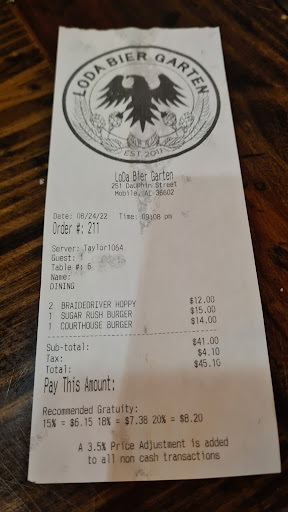 LODA BIER GARTEN
EST. 2011
LoDa Bier Garten
251 Dauphin Street
Mobile, AL 36602
Date: 08/24/22 Time: 09:08 pm
Order #: 211
Server: Taylor1064
Guest: 1
Table #: 6
Name:
DINING
2 BRAIDEDRIVER HOPPY $12.00
1 SUGAR RUSH BURGER $15.00
1 COURTHOUSE BURGER $14.00
Sub-total: $41.00
Tax: $4.10
Total: $45.10
Pay This Amount:
Recommended Gratuity:
15% = $6.15 18% = $7.38 20% = $8.20
A 3.5% Price Adjustment is added
to all non cash transactions